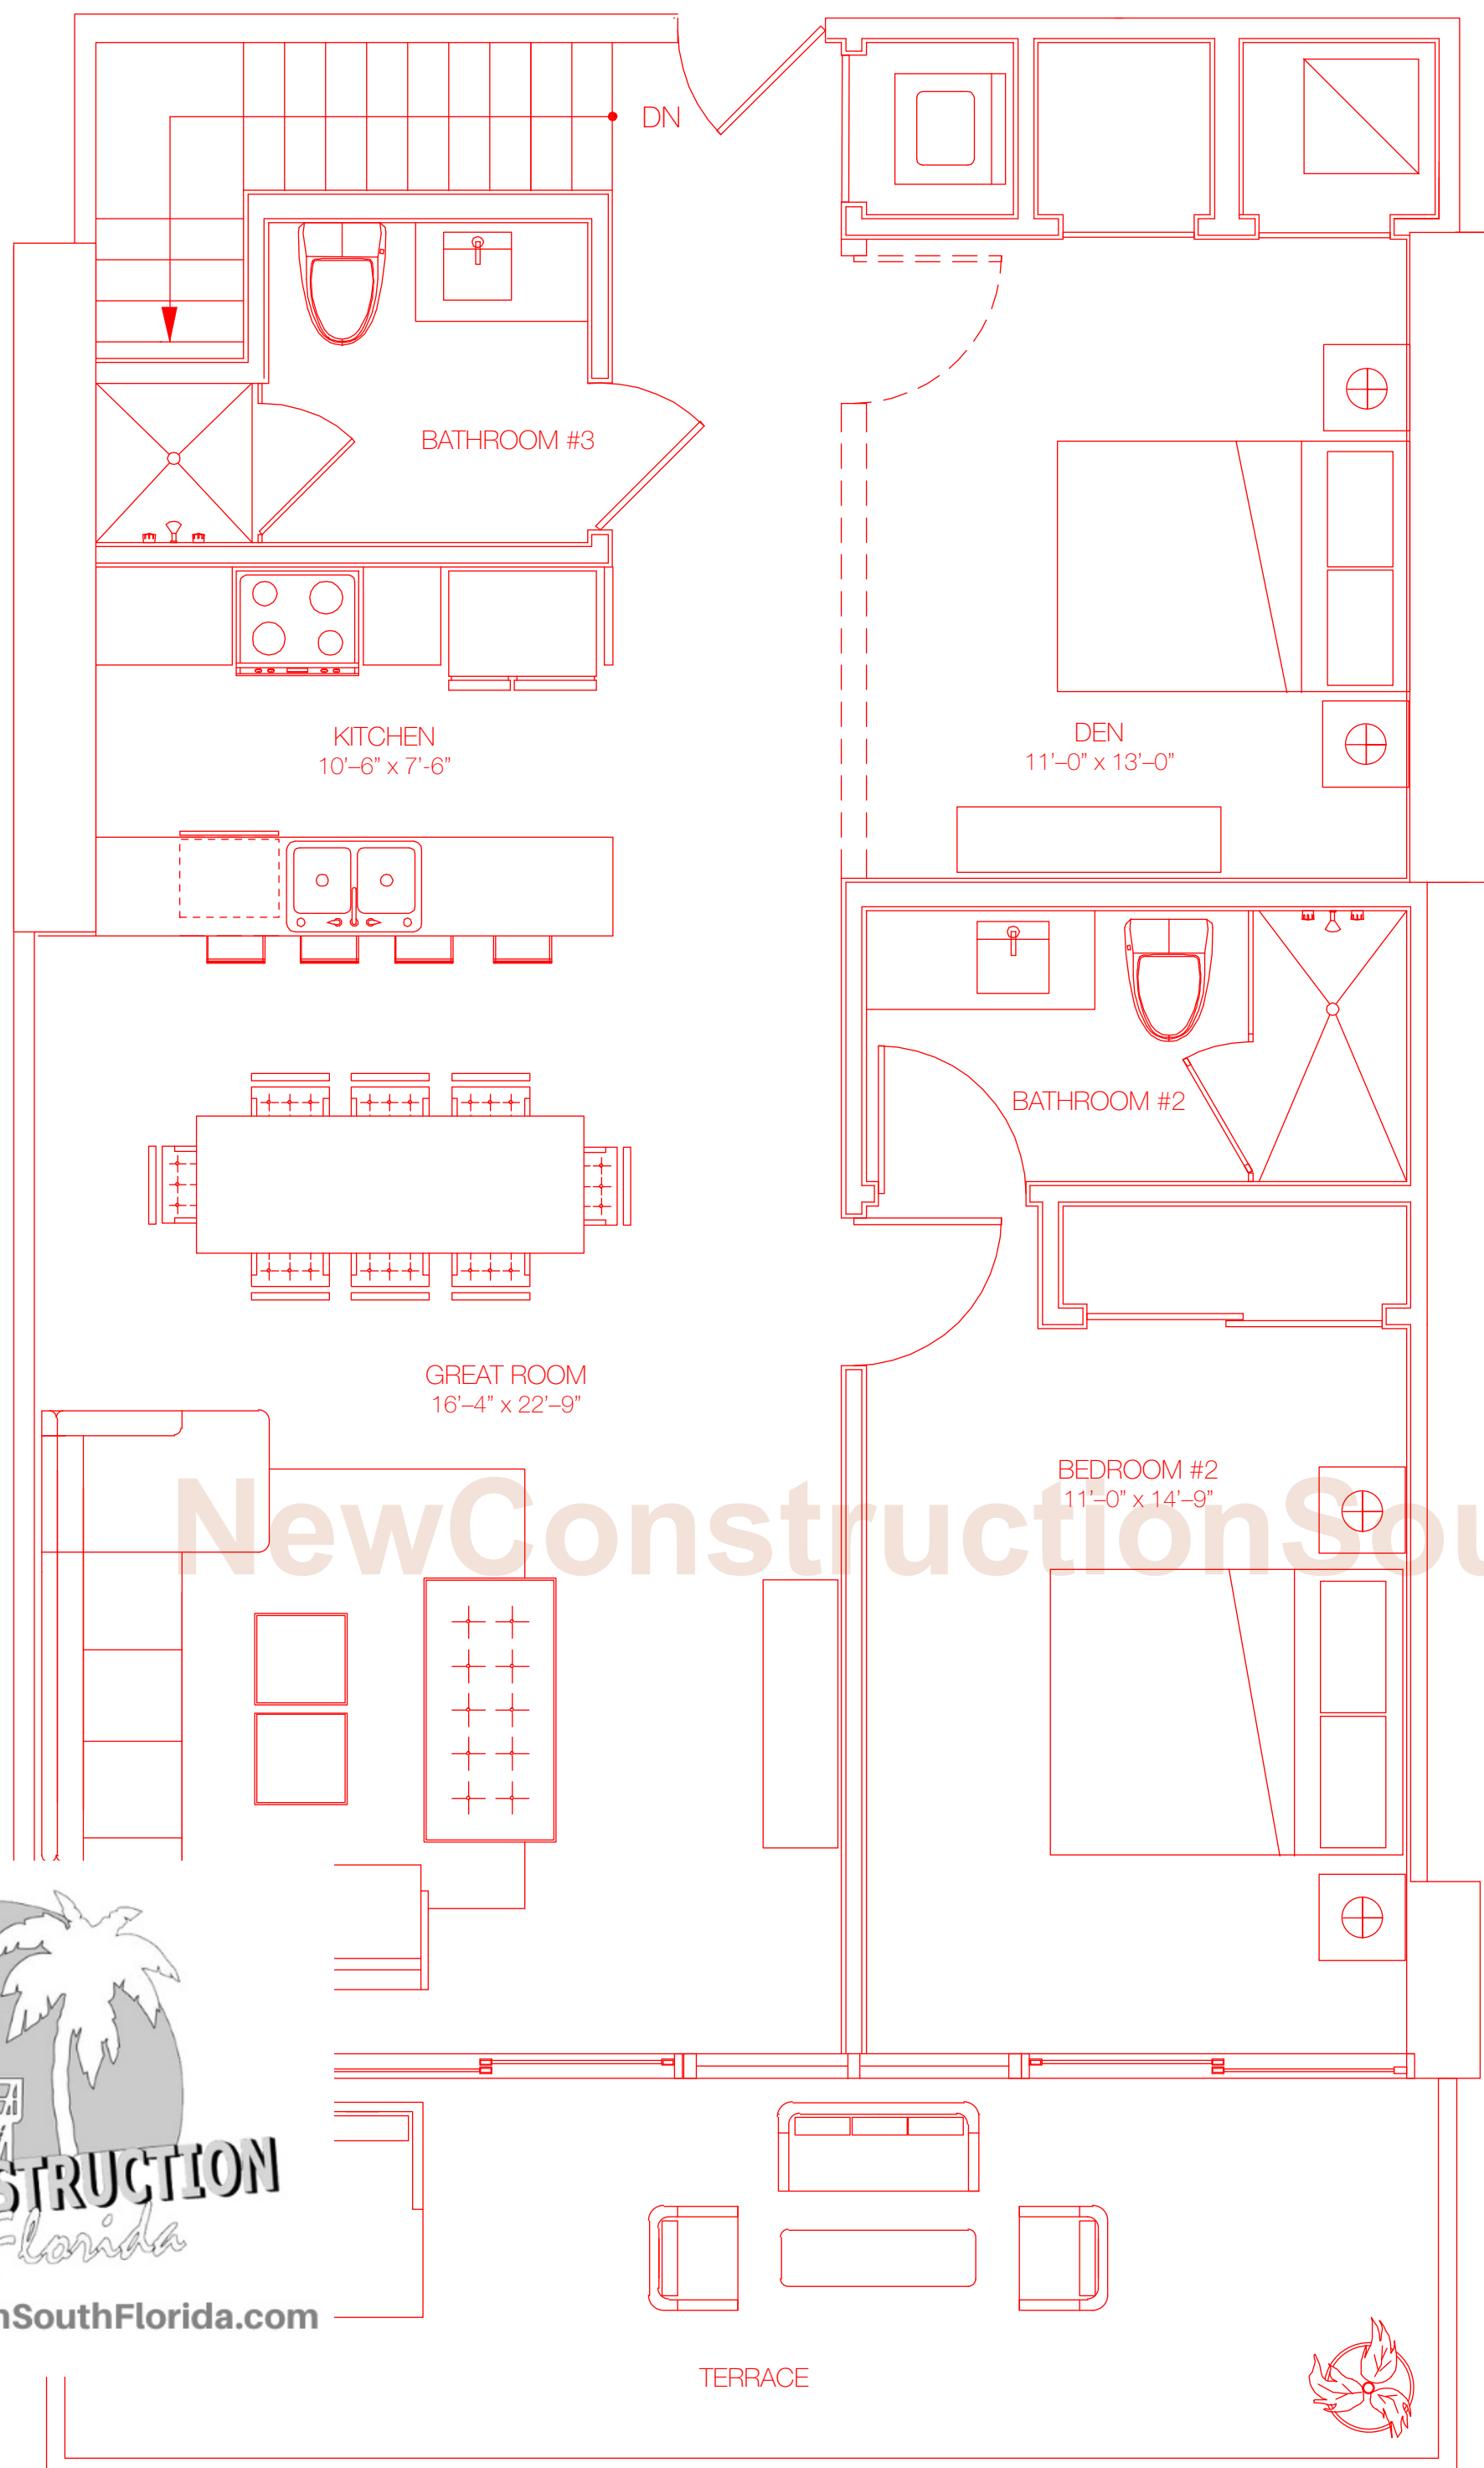 DN
BATHROOM #3
KITCHEN
10'–6" x 7'-6"
DEN
11'–0" x 13'–0"
BATHROOM #2
GREAT ROOM
16'–4" x 22'–9"
BEDROOM #2
11'–0" x 14'–9"
NewConstructionSou
STRUCTION
Florida
nSouthFlorida.com
TERRACE